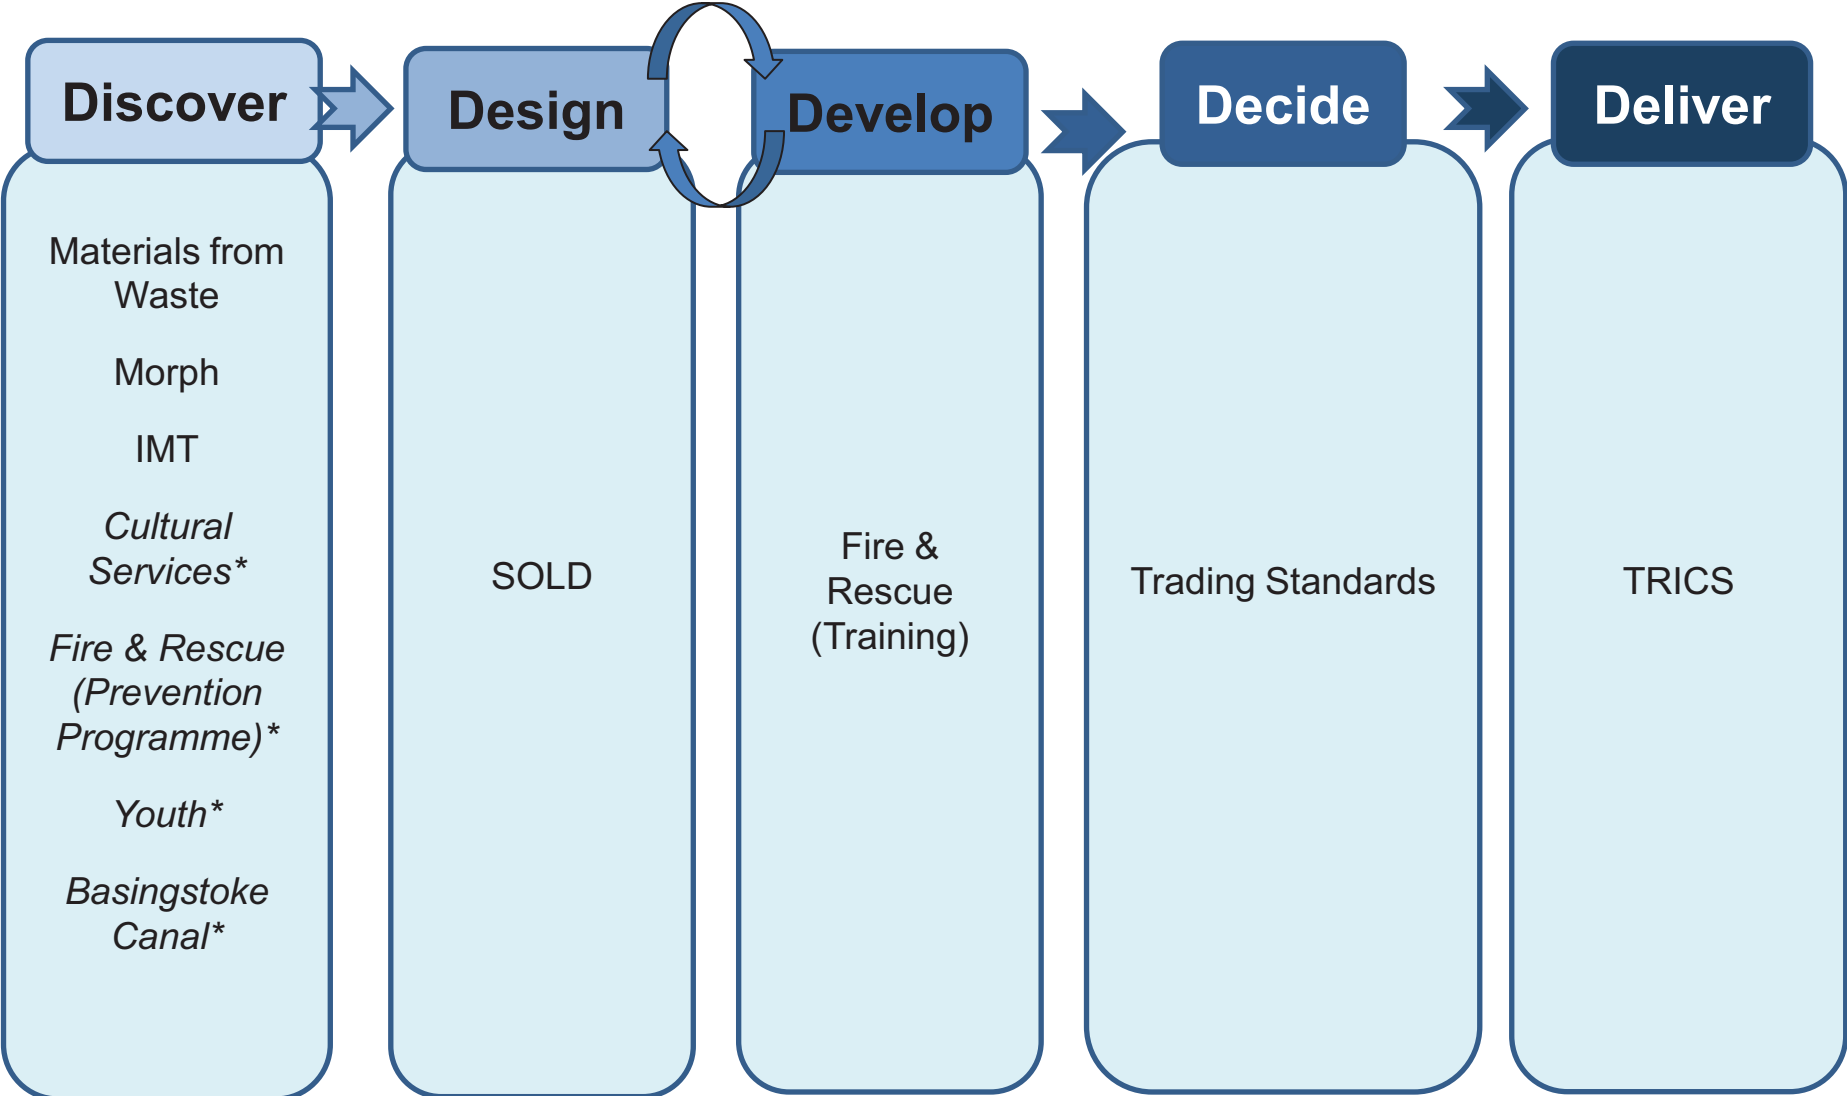 Discover
Design
Develop
Decide
Deliver
Materials from
Waste
Morph
IMT
Cultural
Services*
Fire & Rescue
(Prevention
Programme)*
Youth*
Basingstoke
Canal*
SOLD
Fire &
Rescue
(Training)
Trading Standards
TRICS